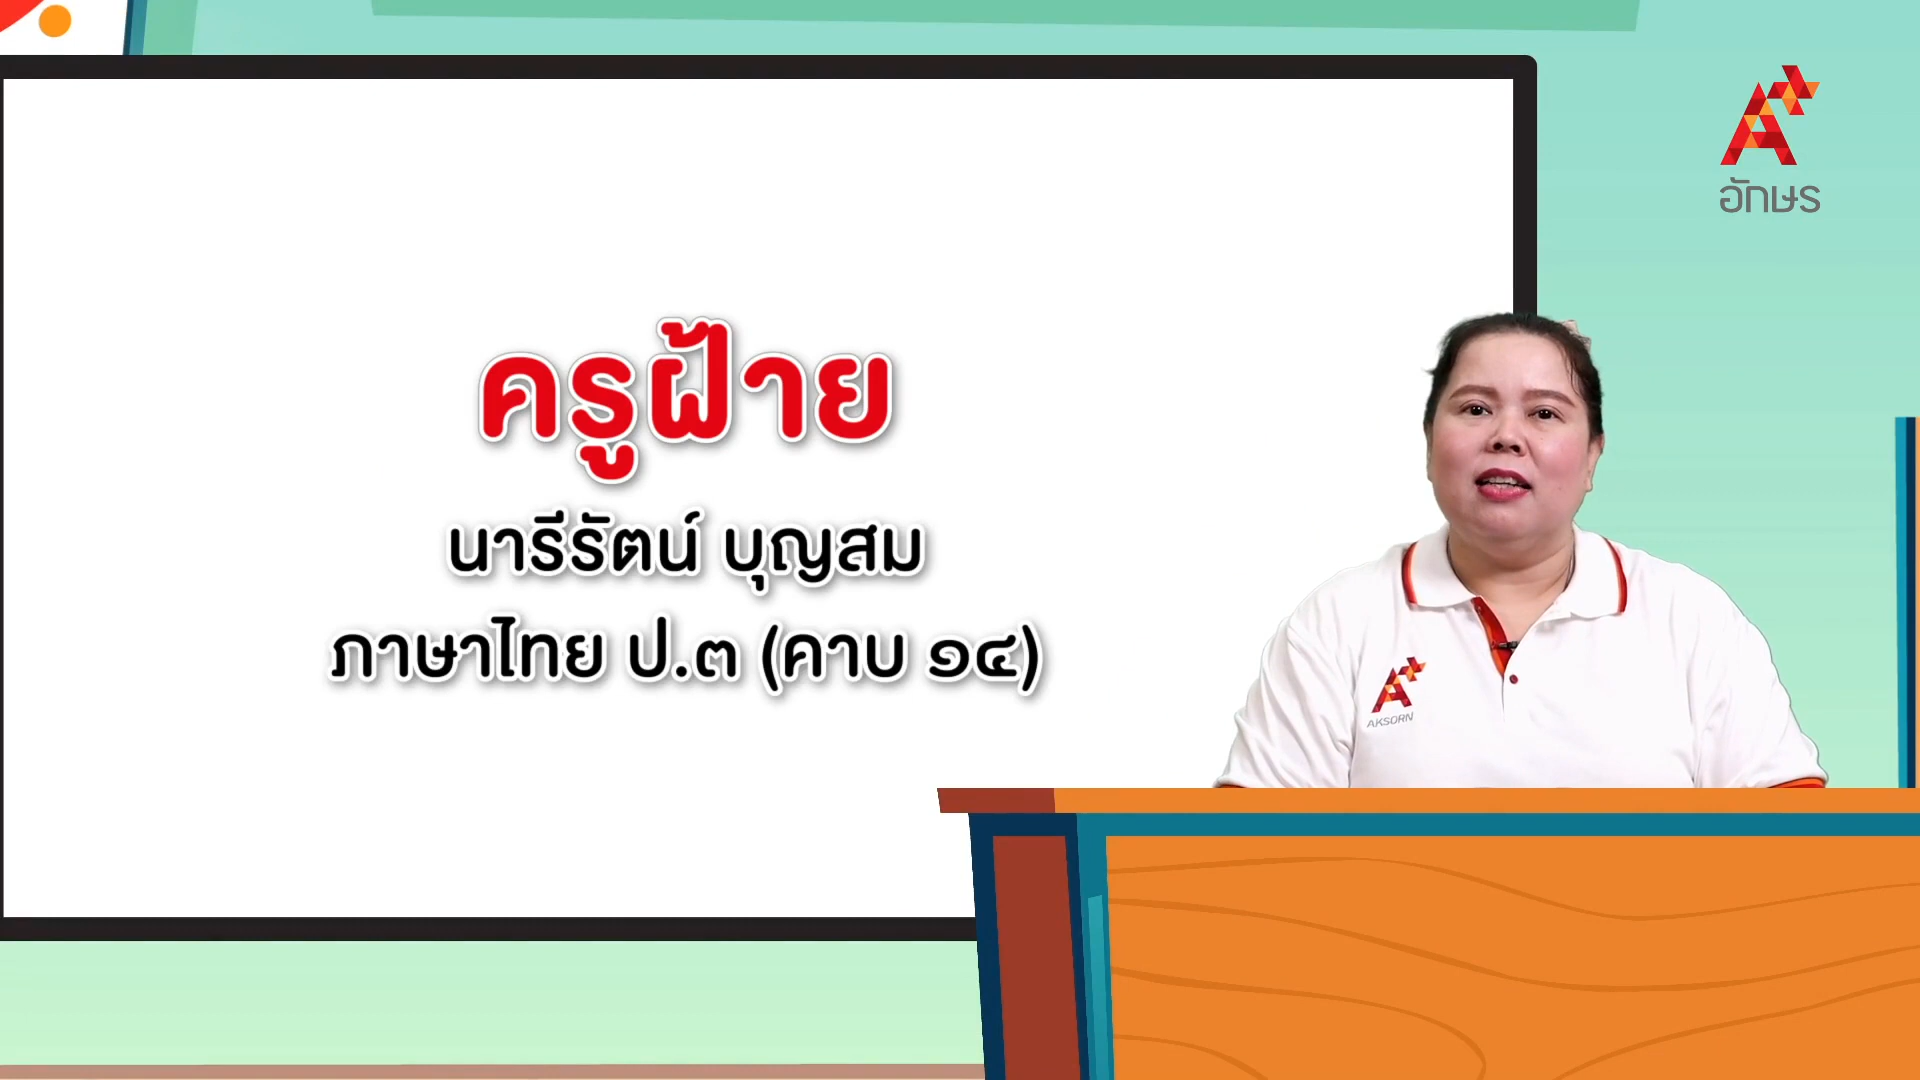 ครูฝ้าย
นารีรัตน์ บุญสม
ภาษาไทย ป.๓ (คาบ ๑๔)
อักษร
AKSORN